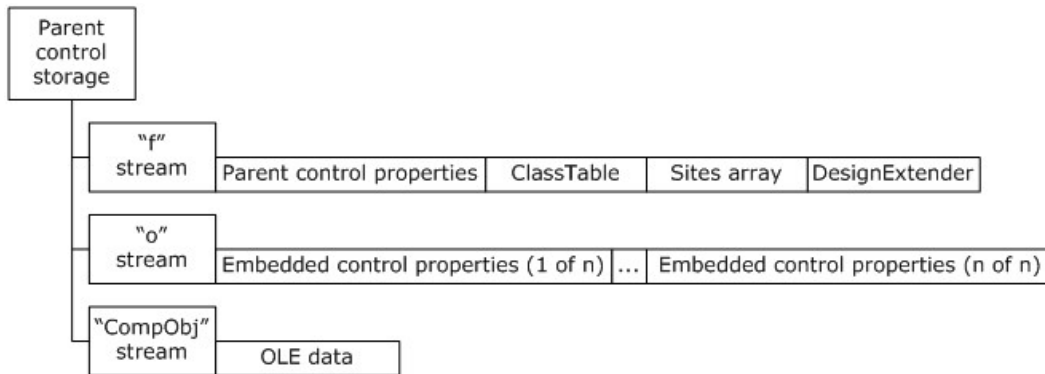 Parent
control
storage
“f”
stream
Parent control properties
ClassTable
Sites array
DesignExtender
“o”
stream
Embedded control properties (1 of n)
...
Embedded control properties (n of n)
“CompObj”
stream
OLE data